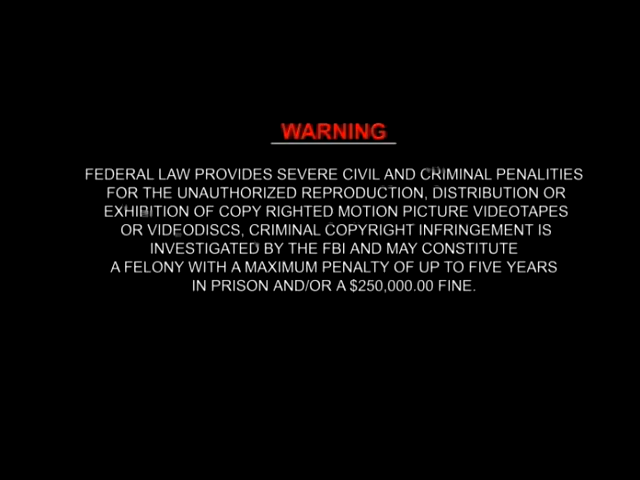 WARNING
FEDERAL LAW PROVIDES SEVERE CIVIL AND CRIMINAL PENALITIES
FOR THE UNAUTHORIZED REPRODUCTION, DISTRIBUTION OR
EXHIBITION OF COPY RIGHTED MOTION PICTURE VIDEOTAPES
OR VIDEODISCS, CRIMINAL COPYRIGHT INFRINGEMENT IS
INVESTIGATED BY THE FBI AND MAY CONSTITUTE
A FELONY WITH A MAXIMUM PENALTY OF UP TO FIVE YEARS
IN PRISON AND/OR A $250,000.00 FINE.